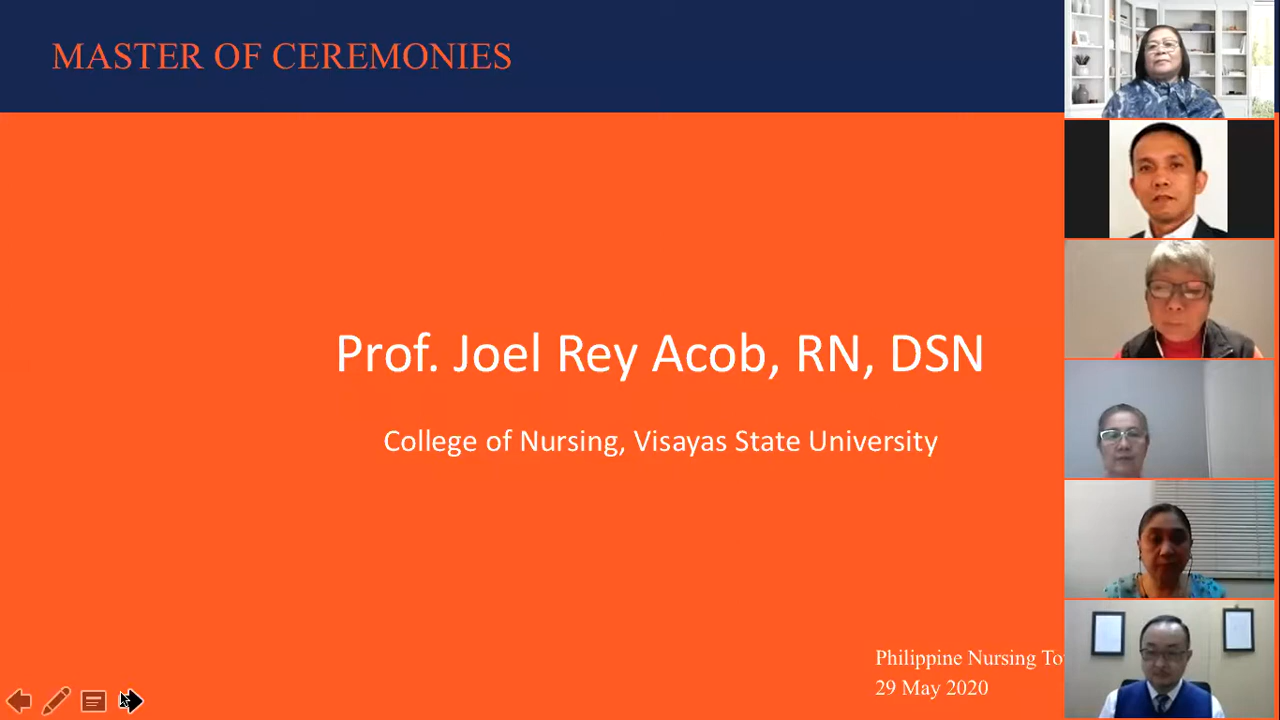 MASTER OF CEREMONIES
Prof. Joel Rey Acob, RN, DSN
College of Nursing, Visayas State University
Philippine Nursing
29 May 2020